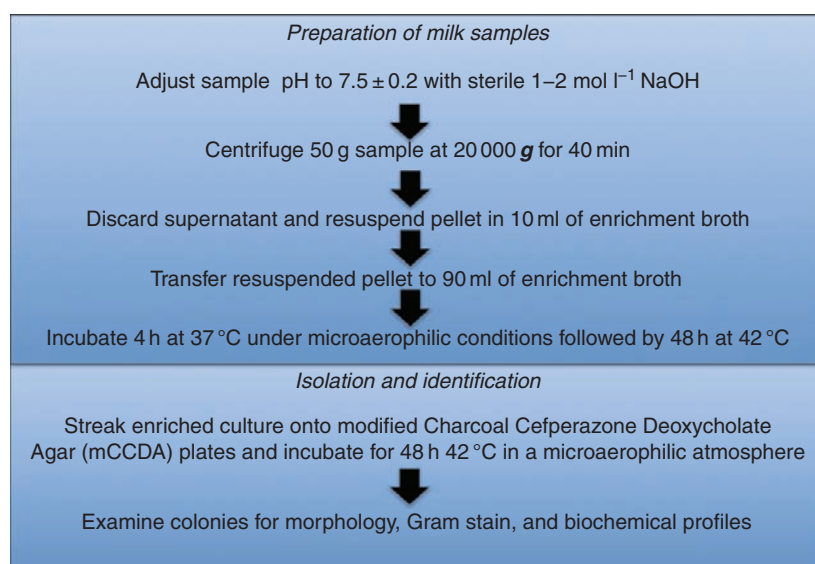 Preparation of milk samples
Adjust sample pH to 7.5 ± 0.2 with sterile 1–2 mol l⁻¹ NaOH
Centrifuge 50 g sample at 20 000 g for 40 min
Discard supernatant and resuspend pellet in 10 ml of enrichment broth
Transfer resuspended pellet to 90 ml of enrichment broth
Incubate 4 h at 37 °C under microaerophilic conditions followed by 48 h at 42 °C
Isolation and identification
Streak enriched culture onto modified Charcoal Cefperazone Deoxycholate
Agar (mCCDA) plates and incubate for 48 h 42 °C in a microaerophilic atmosphere
Examine colonies for morphology, Gram stain, and biochemical profiles